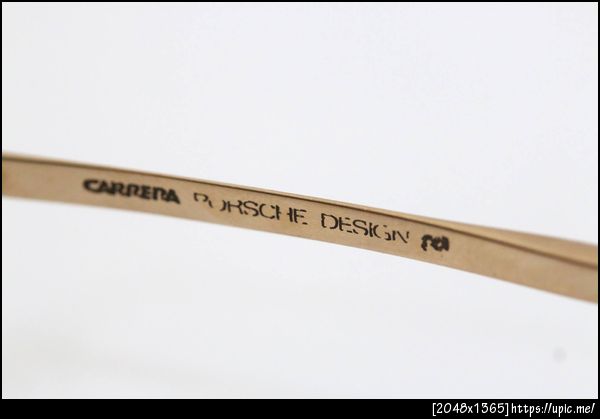 CARRERA PORSCHE DESIGN
[2048x1365]https://upic.me/